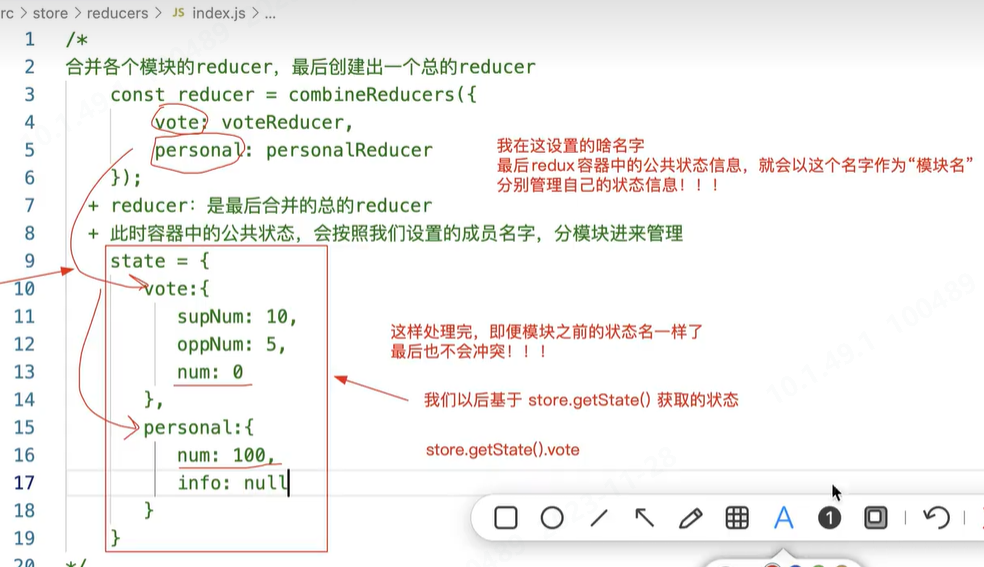 rc > store > reducers > JS index.js > ...
1 /*
2 合并各个模块的reducer，最后创建出一个总的reducer
3 const reducer = combineReducers({
4 vote: voteReducer,
5 personal: personalReducer
6 });
我在这设置的啥名字
最后redux容器中的公共状态信息，就会以这个名字作为“模块名”
分别管理自己的状态信息！！！
7 + reducer：是最后合并的总的reducer
8 + 此时容器中的公共状态，会按照我们设置的成员名字，分模块进来管理
9 state = {
10 vote:{
11 supNum: 10,
12 oppNum: 5,
13 num: 0
14 },
15 personal:{
16 num: 100,
17 info: null
18 }
19 }
20 */
这样处理完，即便模块之前的状态名一样了
最后也不会冲突！！！
我们以后基于 store.getState() 获取的状态
store.getState().vote
A
1
10.1.49.1 100489